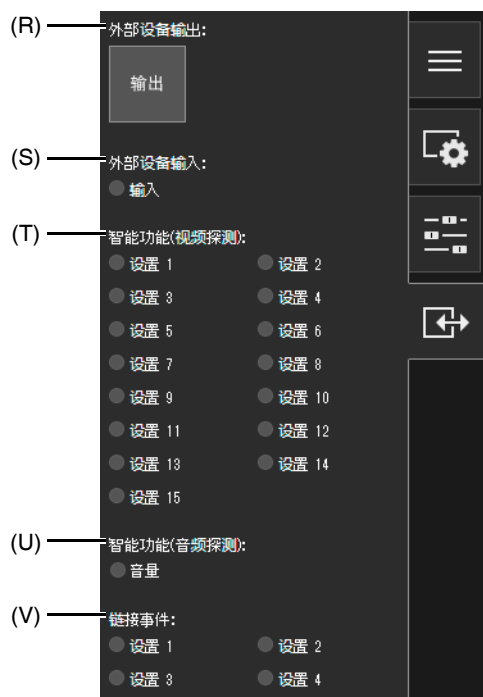 (R) 外部设备输出:
输出
(S) 外部设备输入:
输入
(T) 智能功能(视频探测):
设置 1 设置 2
设置 3 设置 4
设置 5 设置 6
设置 7 设置 8
设置 9 设置 10
设置 11 设置 12
设置 13 设置 14
设置 15
(U) 智能功能(音频探测):
音量
(V) 链接事件:
设置 1 设置 2
设置 3 设置 4